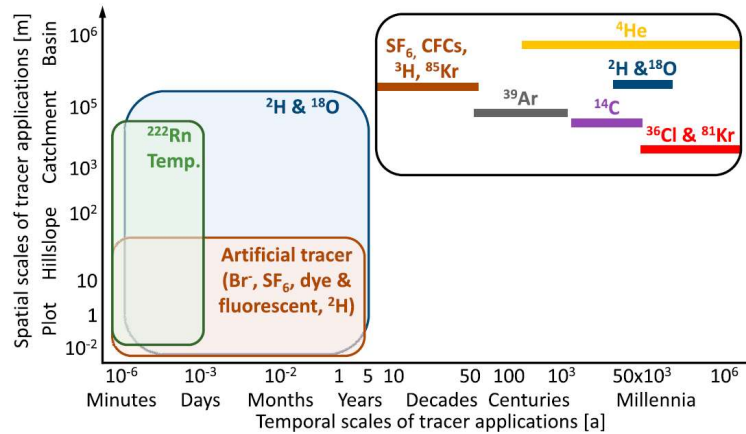 Spatial scales of tracer applications [m]
Basin
Catchment
Hillslope
Plot
10⁶
10⁵
10³
10²
10
1
10⁻²
²²²Rn
Temp.
²H & ¹⁸O
Artificial tracer
(Br⁻, SF₆, dye &
fluorescent, ²H)
SF₆, CFCs,
³H, ⁸⁵Kr
⁴He
²H &¹⁸O
³⁹Ar
¹⁴C
³⁶Cl & ⁸¹Kr
10⁻⁶ 10⁻³ 10⁻² 1 5 10 50 100 10³ 50x10³ 10⁶
Minutes Days Months Years Decades Centuries Millennia
Temporal scales of tracer applications [a]